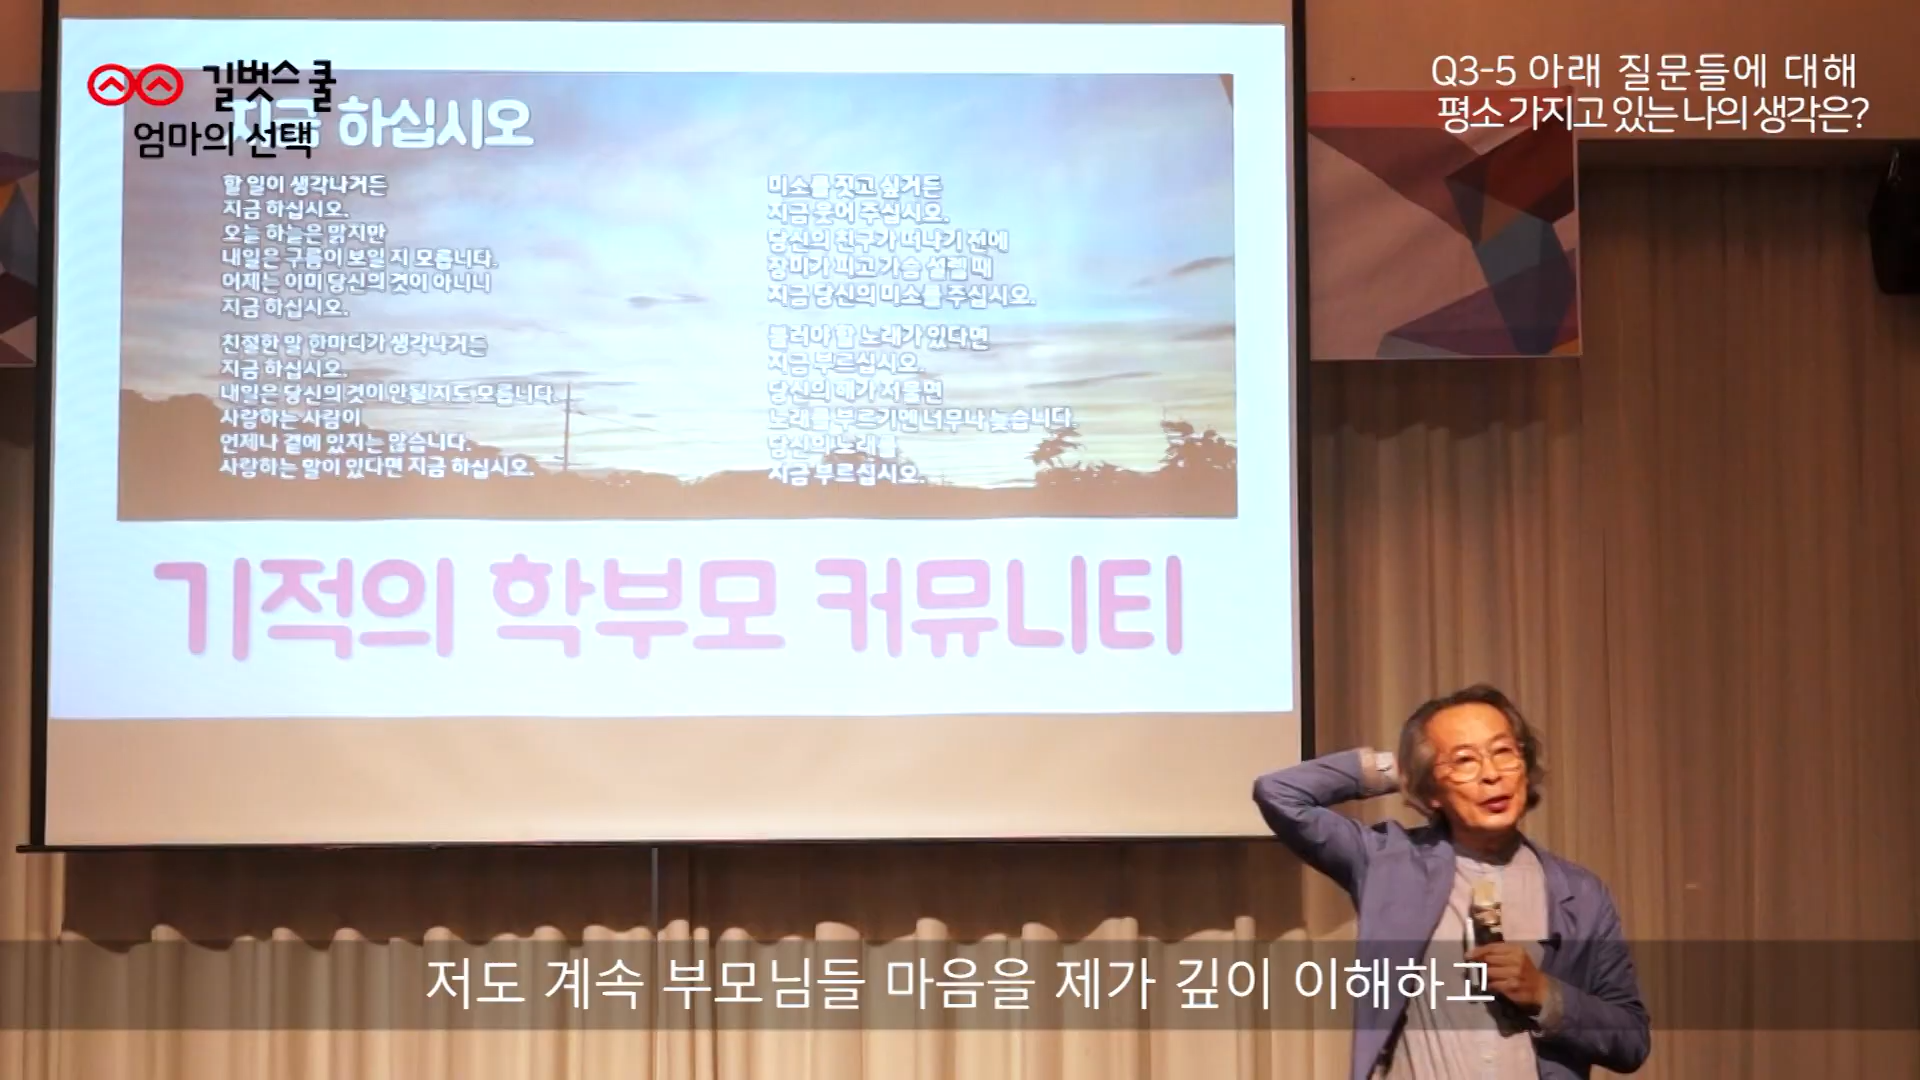 길벗스쿨
엄마의 선택
Q3-5 아래 질문들에 대해
평소 가지고 있는 나의 생각은?
지금 하십시오
할 일이 생각나거든
지금 하십시오.
오늘 하늘은 맑지만
내일은 구름이 보일 지 모릅니다.
어제는 이미 당신의 것이 아니니
지금 하십시오.
친절한 말 한마디가 생각나거든
지금 하십시오.
내일은 당신의 것이 안될 지도 모릅니다.
사랑하는 사람이
언제나 곁에 있지는 않습니다.
사랑하는 말이 있다면 지금 하십시오.
미소를 짓고 싶거든
지금 웃어 주십시오.
당신의 친구가 떠나기 전에
장미가 피고 가슴 설렐 때
지금 당신의 미소를 주십시오.
불러야 할 노래가 있다면
지금 부르십시오.
당신의 해가 저물면
노래를 부르기엔 너무나 늦습니다.
당신의 노래를
지금 부르십시오.
기적의 학부모 커뮤니티
저도 계속 부모님들 마음을 제가 깊이 이해하고